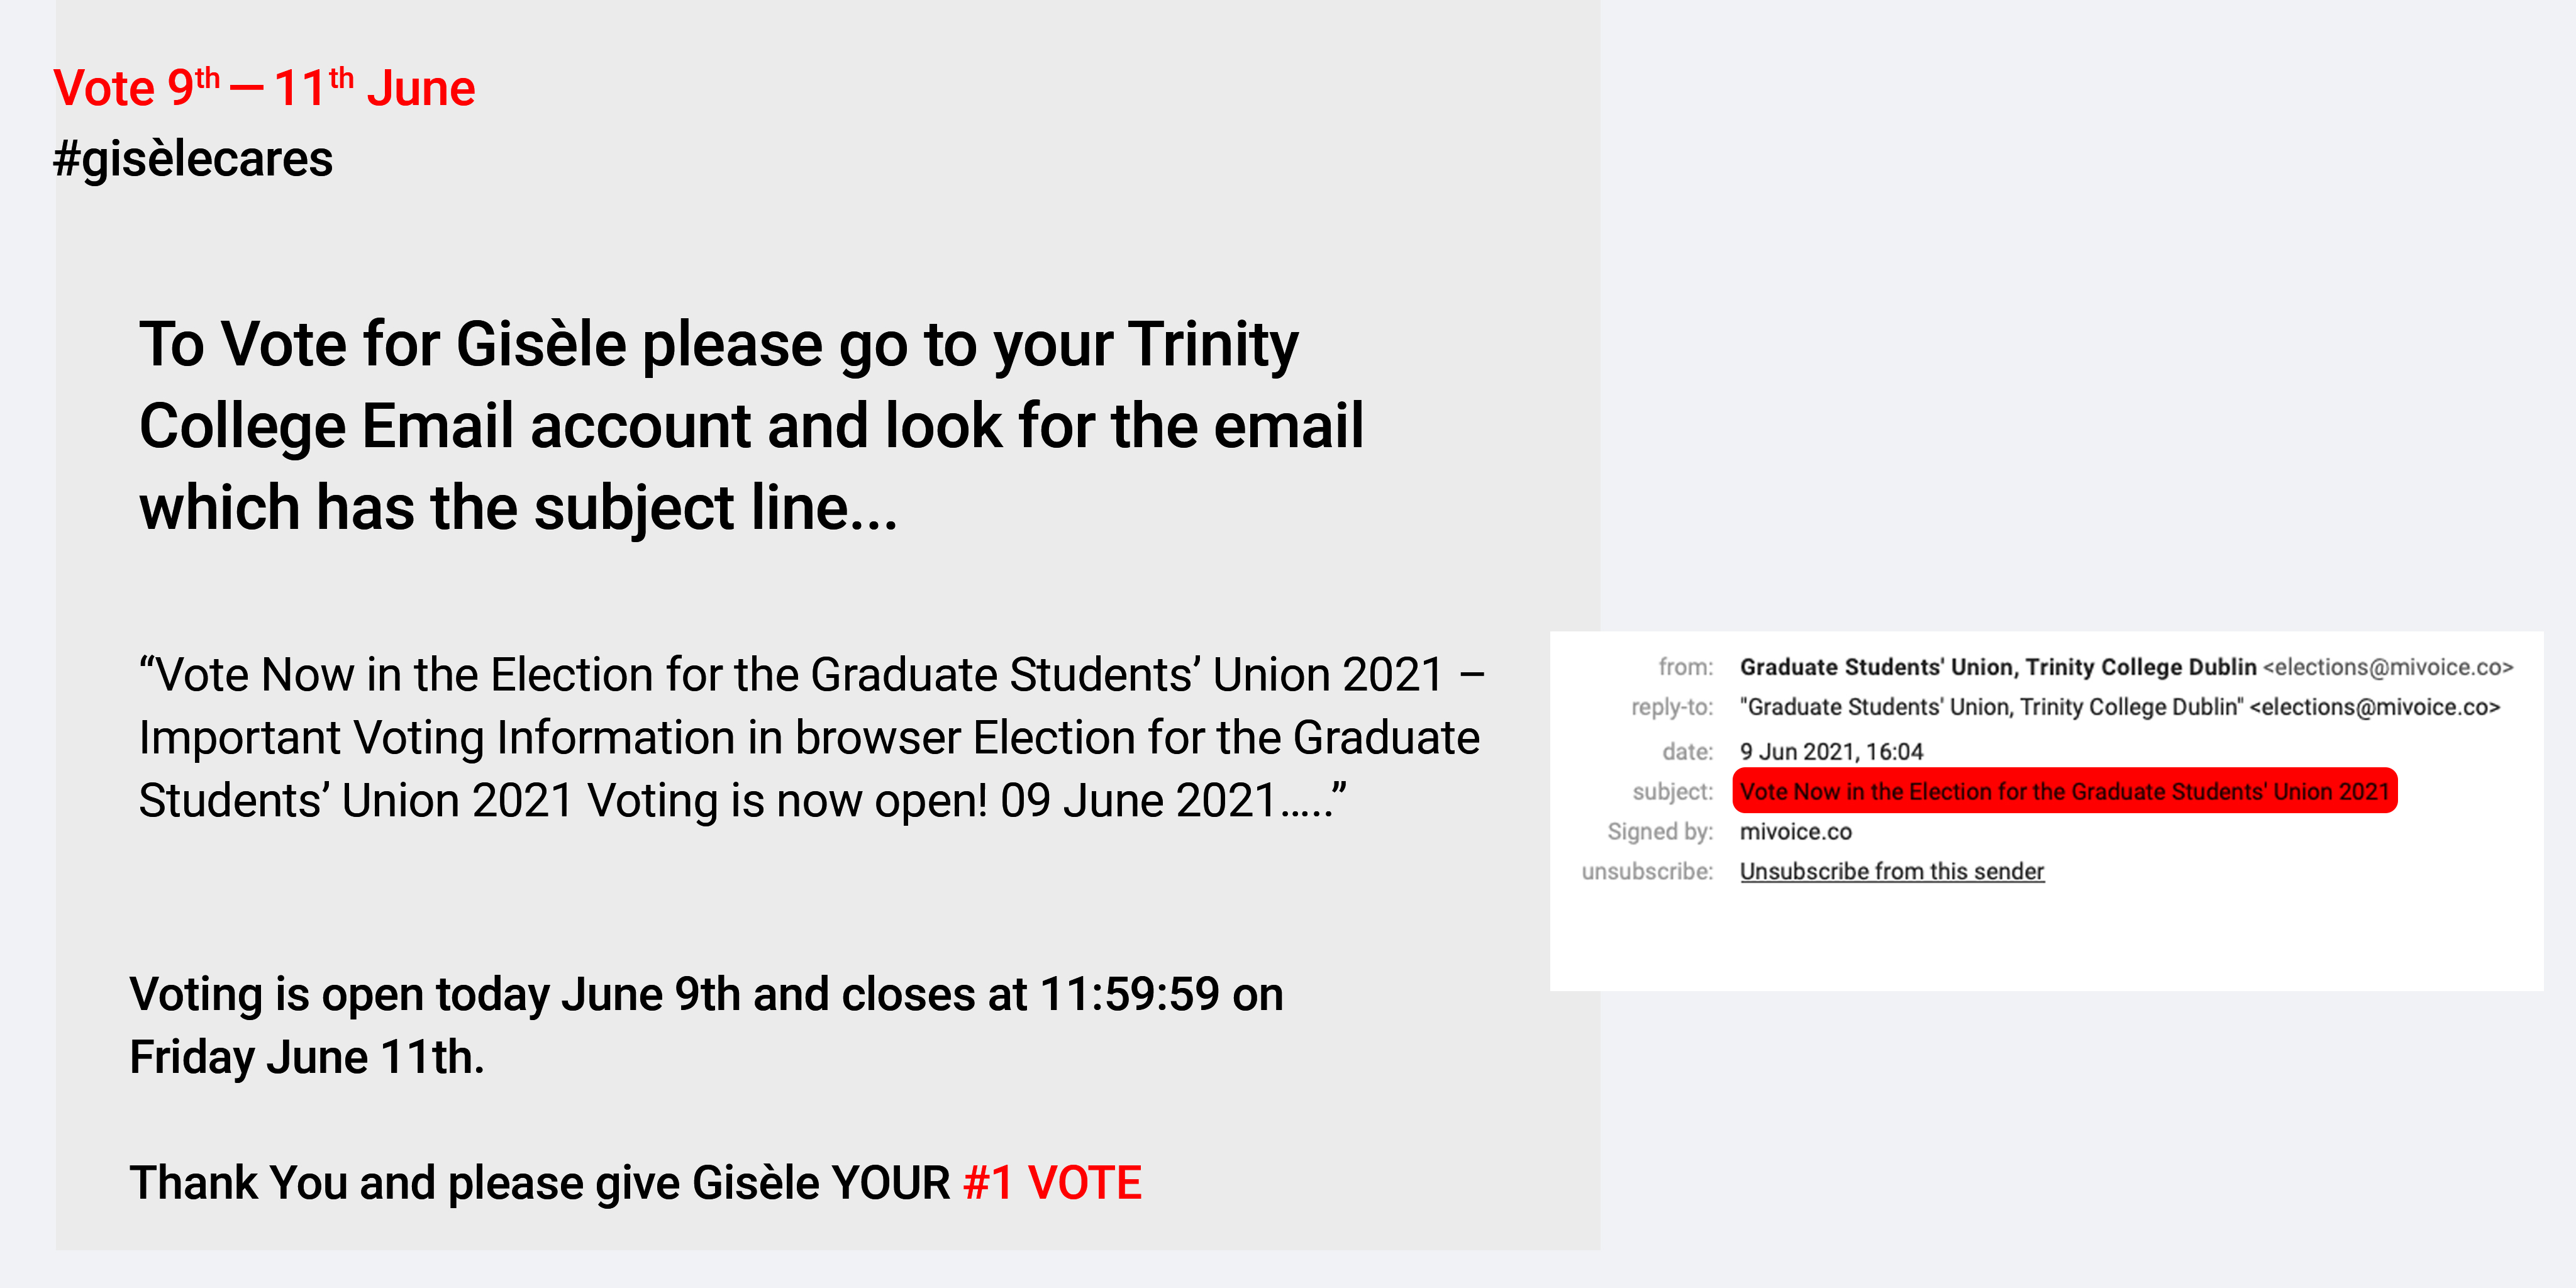 Vote 9th — 11th June
#gisèlecares
To Vote for Gisèle please go to your Trinity
College Email account and look for the email
which has the subject line...
“Vote Now in the Election for the Graduate Students’ Union 2021 –
Important Voting Information in browser Election for the Graduate
Students’ Union 2021 Voting is now open! 09 June 2021…..”
from: Graduate Students' Union, Trinity College Dublin <elections@mivoice.co>
reply-to: "Graduate Students' Union, Trinity College Dublin" <elections@mivoice.co>
date: 9 Jun 2021, 16:04
subject: Vote Now in the Election for the Graduate Students' Union 2021
Signed by: mivoice.co
unsubscribe: Unsubscribe from this sender
Voting is open today June 9th and closes at 11:59:59 on
Friday June 11th.
Thank You and please give Gisèle YOUR #1 VOTE